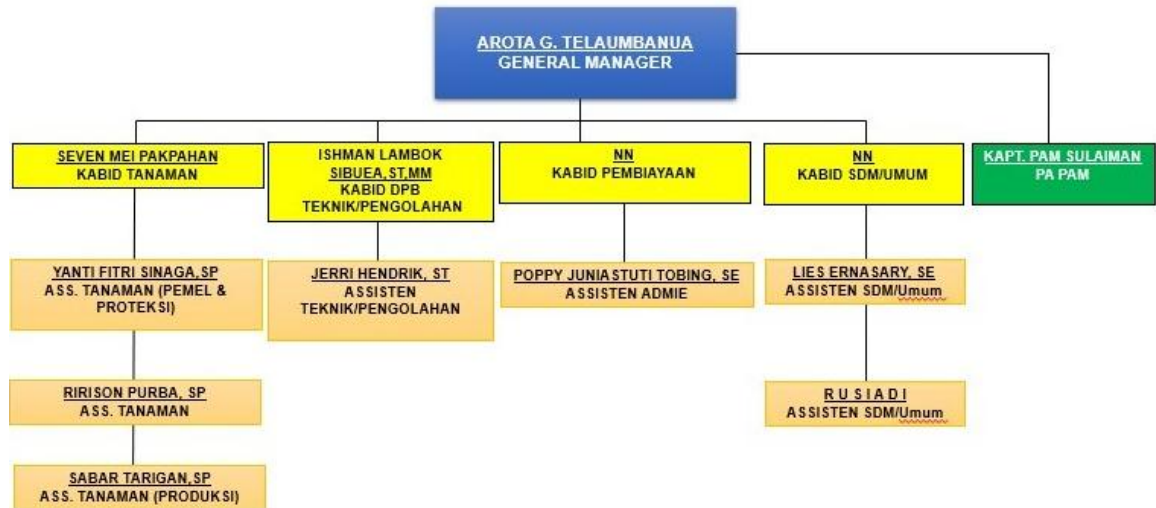 AROTA G. TELAUMBANUA
GENERAL MANAGER
SEVEN MEI PAKPAHAN
KABID TANAMAN
ISHMAN LAMBOK
SIBUEA,ST,MM
KABID DPB
TEKNIK/PENGOLAHAN
NN
KABID PEMBIAYAAN
NN
KABID SDM/UMUM
KAPT. PAM SULAIMAN
PA PAM
YANTI FITRI SINAGA,SP
ASS. TANAMAN (PEMEL &
PROTEKSI)
JERRI HENDRIK, ST
ASSISTEN
TEKNIK/PENGOLAHAN
POPPY JUNIASTUTI TOBING, SE
ASSISTEN ADMIE
LIES ERNASARY, SE
ASSISTEN SDM/Umum
RIRISON PURBA, SP
ASS. TANAMAN
R U S I A D I
ASSISTEN SDM/Umum
SABAR TARIGAN,SP
ASS. TANAMAN (PRODUKSI)